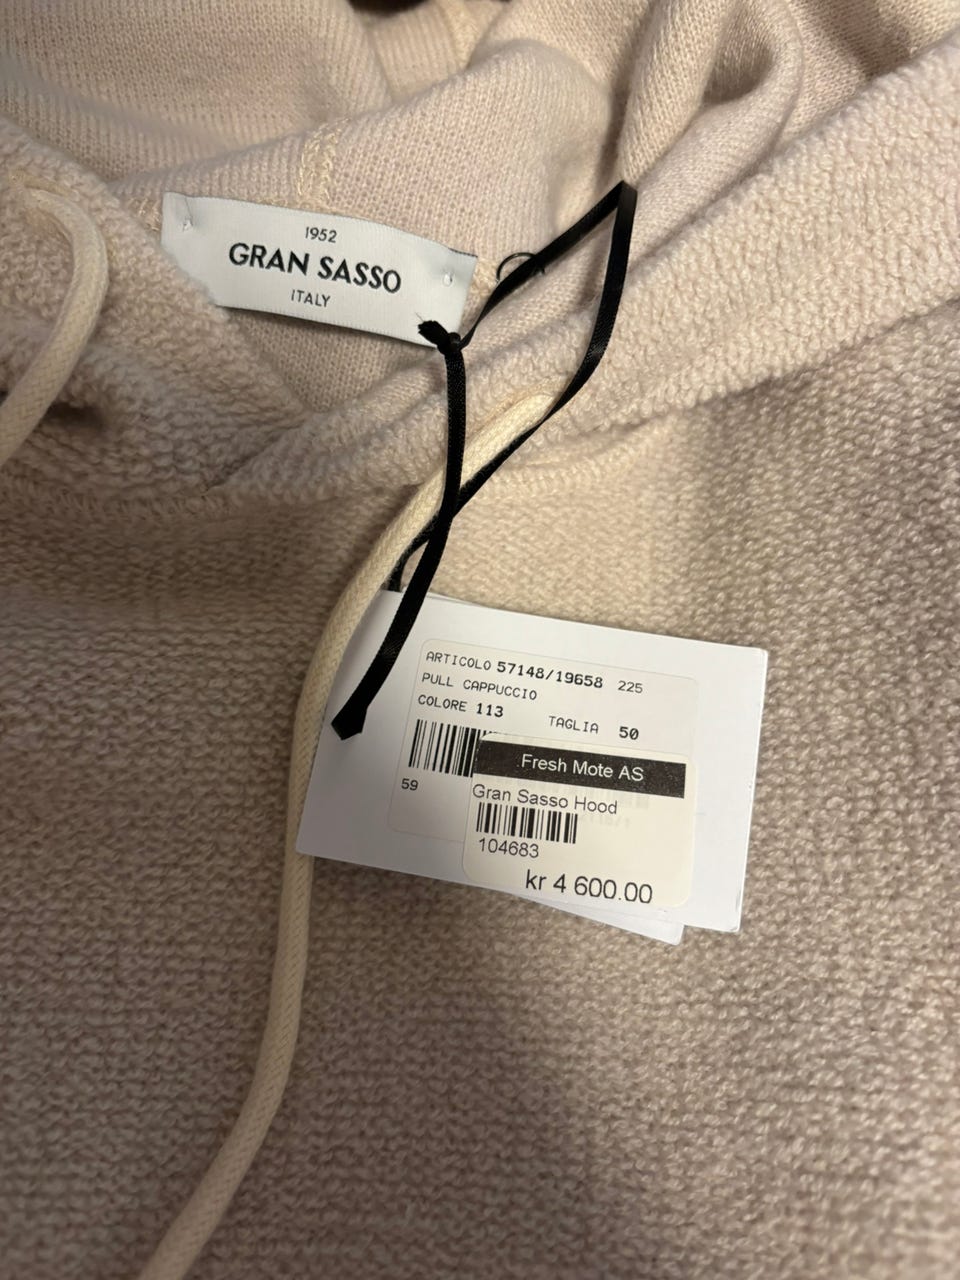 1952
GRAN SASSO
ITALY
ARTICOLO 57148/19658 225
PULL CAPPUCCIO
COLORE 113 TAGLIA 50
59
Fresh Mote AS
Gran Sasso Hood
104683
kr 4 600.00